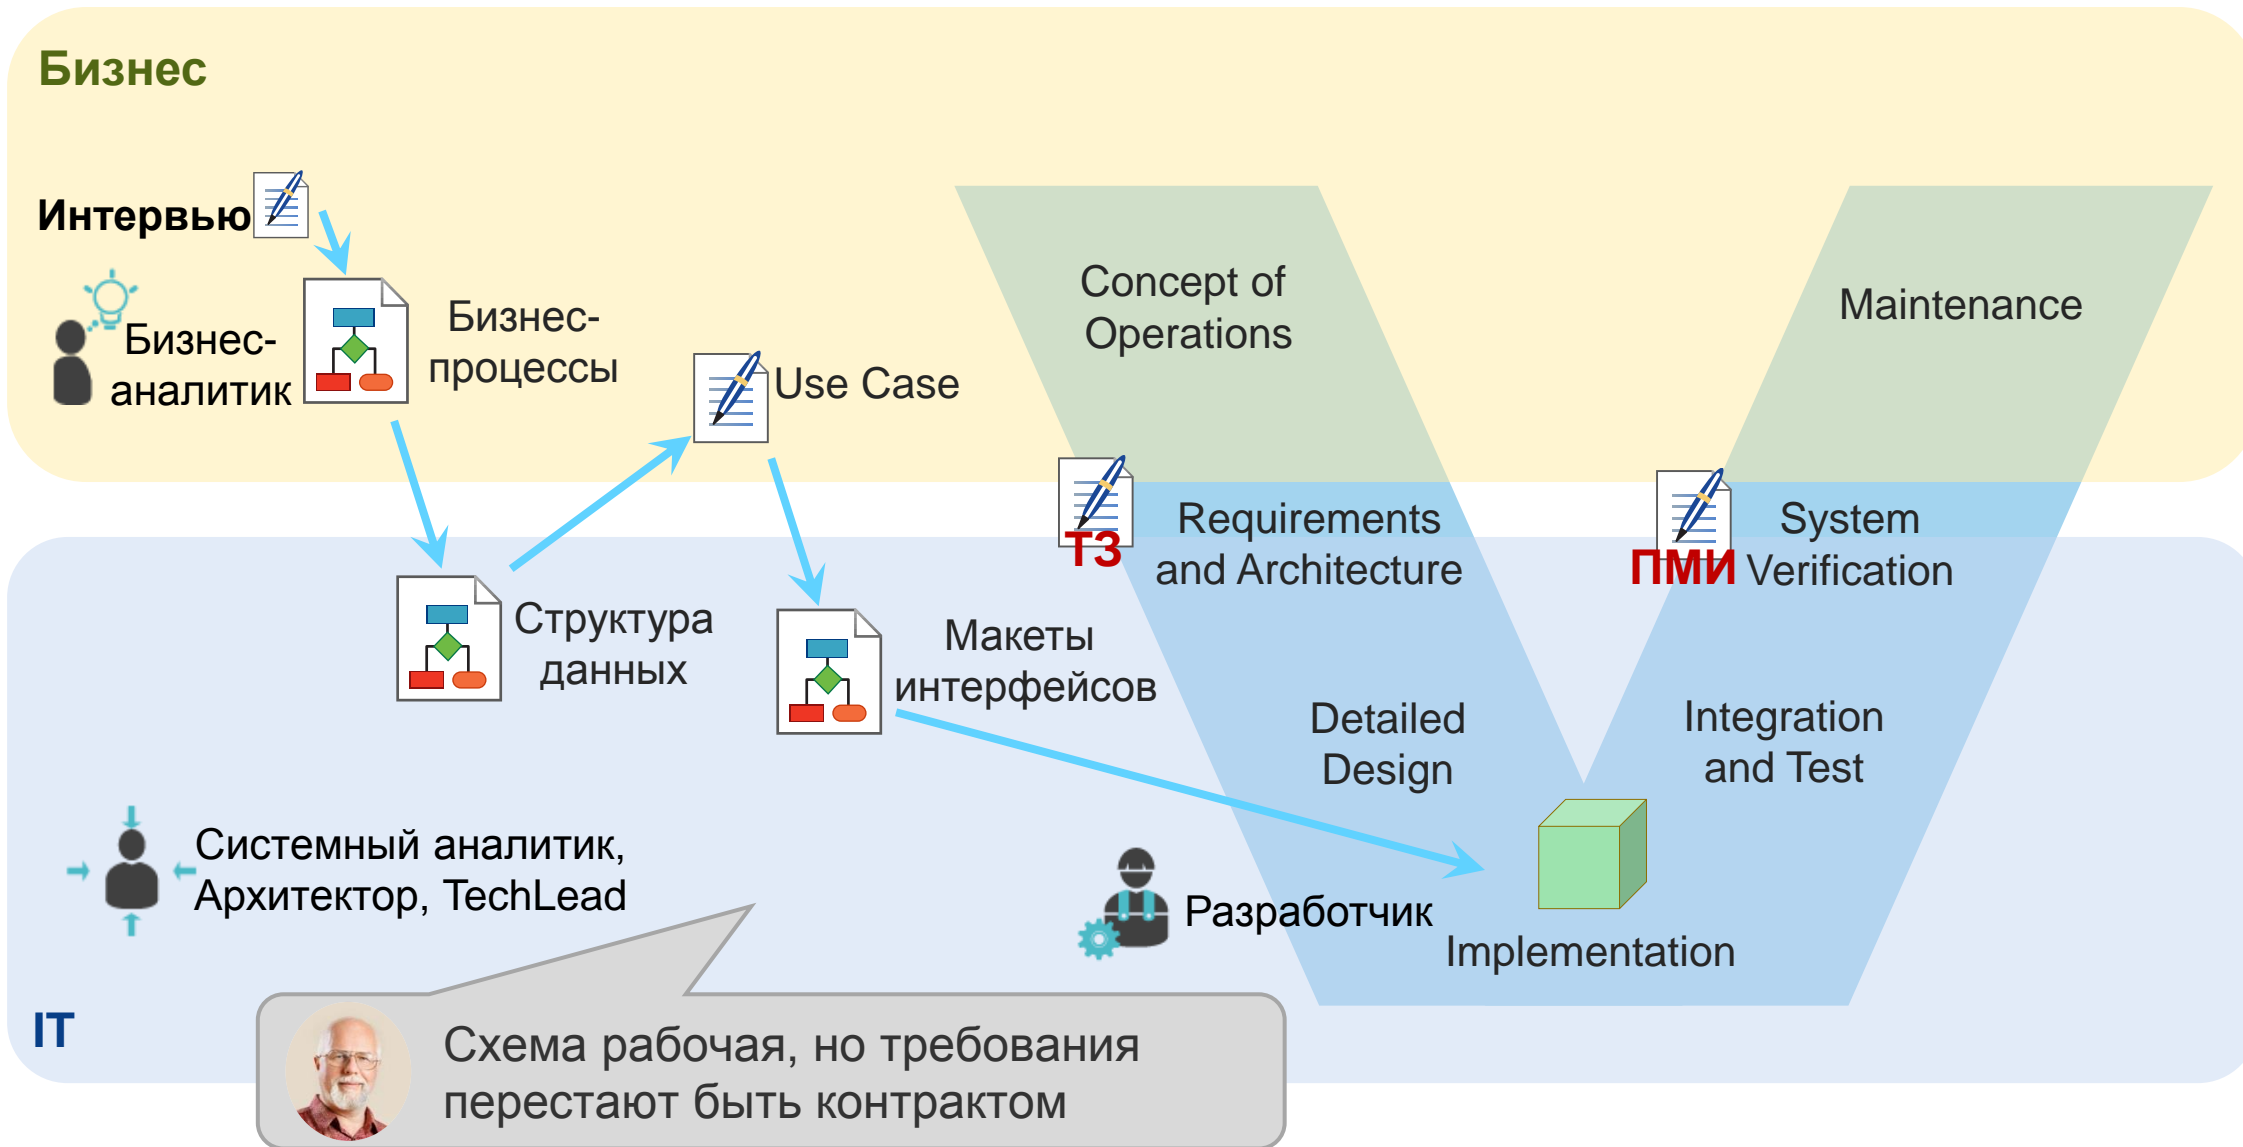 Бизнес
Интервью
Бизнес-
аналитик
Бизнес-
процессы
Use Case
Concept of
Operations
Maintenance
ТЗ
Requirements
and Architecture
ПМИ
System
Verification
Структура
данных
Макеты
интерфейсов
Detailed
Design
Integration
and Test
Системный аналитик,
Архитектор, TechLead
Разработчик
Implementation
IT
Схема рабочая, но требования
перестают быть контрактом